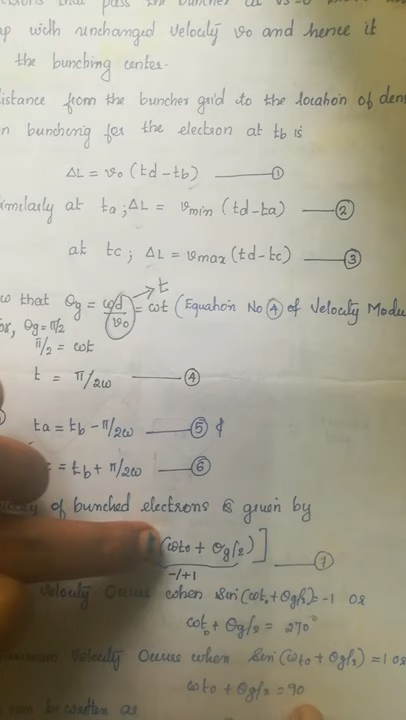 that pass the buncher at
up with unchanged velocity v0 and hence it
the bunching center.
distance from the buncher grid to the location of dens
n bunching for the electron at tb is
ΔL = v0 (td-tb) —— ①
similarly at ta ; ΔL = vmin (td-ta) —— ②
at tc ; ΔL = vmax (td-tc) —— ③
t
w that θg = ωd/v0 = ωt (Equation No ④ of Velocity Modu
for, θg = π/2
π/2 = ωt
t = π/2ω —— ④
ta = tb - π/2ω —— ⑤ &
= tb + π/2ω —— ⑥
of bunched electrons is given by
(ωt0 + θg/2)] —— ⑦
-1/+1
velocity occurs when sin(ωt0 + θg/2) = -1 or
ωt0 + θg/2 = 270°
maximum velocity occurs when sin(ωt0 + θg/2) = 1 or
ωt0 + θg/2 = 90
can be written as